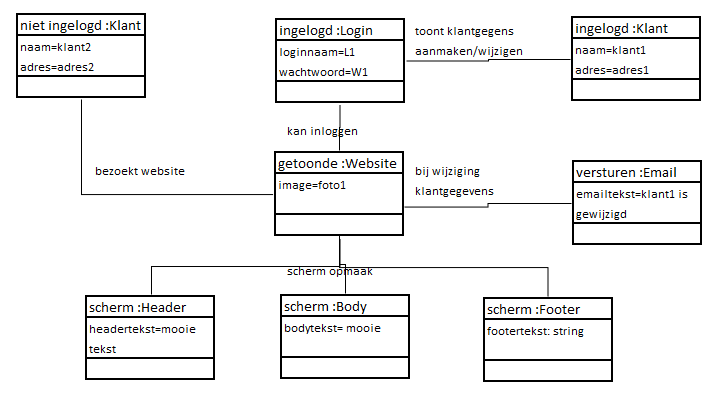 niet ingelogd :Klant
naam=klant2
adres=adres2
ingelogd :Login
loginnaam=L1
wachtwoord=W1
toont klantgegens
aanmaken/wijzigen
ingelogd :Klant
naam=klant1
adres=adres1
kan inloggen
bezoekt website
getoonde :Website
image=foto1
bij wijziging
klantgegevens
versturen :Email
emailtekst=klant1 is
gewijzigd
scherm opmaak
scherm :Header
headertekst=mooie
tekst
scherm :Body
bodytekst= mooie
scherm :Footer
footertekst: string